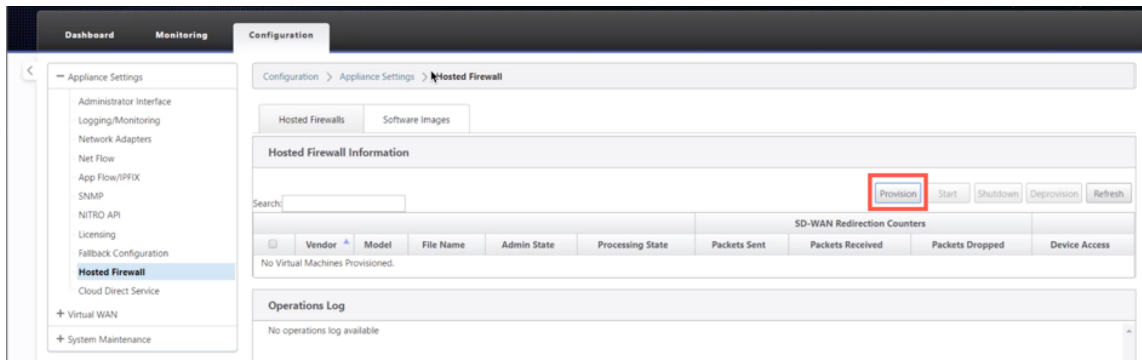 Dashboard Monitoring Configuration
— Appliance Settings
Administrator Interface
Logging/Monitoring
Network Adapters
Net Flow
App Flow/IPFIX
SNMP
NITRO API
Licensing
Fallback Configuration
Hosted Firewall
Cloud Direct Service
+ Virtual WAN
+ System Maintenance
Configuration > Appliance Settings > Hosted Firewall
Hosted Firewalls Software Images
Hosted Firewall Information
Provision Start Shutdown Deprovision Refresh
Search:
SD-WAN Redirection Counters
Vendor Model File Name Admin State Processing State Packets Sent Packets Received Packets Dropped Device Access
No Virtual Machines Provisioned.
Operations Log
No operations log available